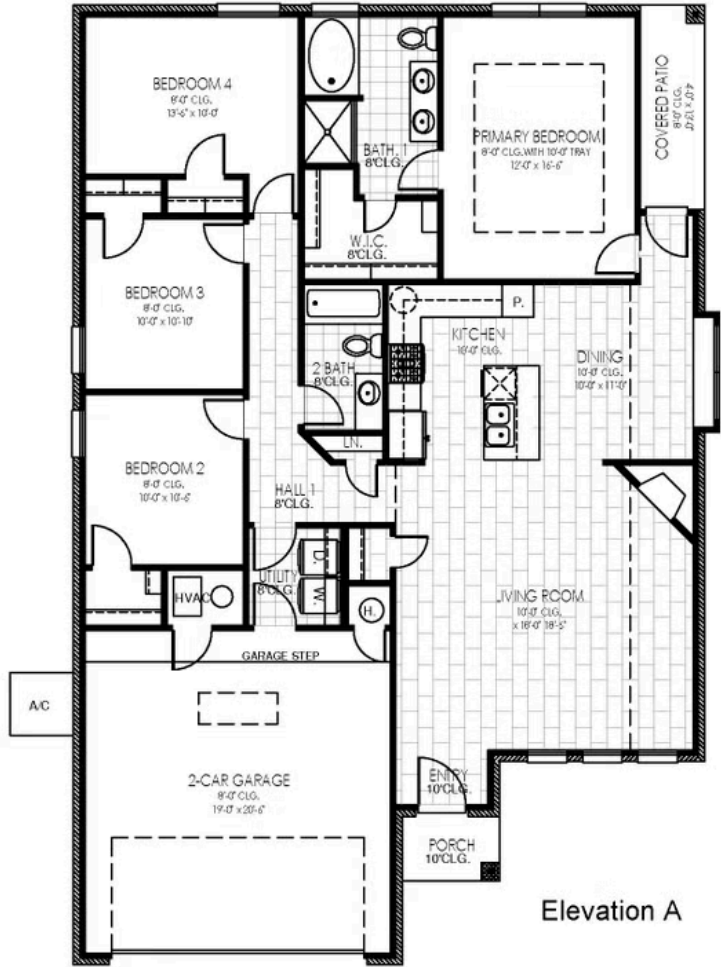 BEDROOM 4
8'-0" CLG.
13'-6" x 10'-0"
BATH. 1
8'CLG.
PRIMARY BEDROOM
8'-0" CLG. WITH 10'-0" TRAY
12'-0" x 16'-6"
COVERED PATIO
8'-0" CLG.
4'-0" x 13'-0"
W.I.C.
8'CLG.
BEDROOM 3
8'-0" CLG.
10'-0" x 10'-10"
2 BATH
8'CLG.
KITCHEN
10'-0" CLG.
P.
DINING
10'-0" CLG.
10'-0" x 11'-0"
LN.
BEDROOM 2
8'-0" CLG.
10'-0" x 10'-6"
HALL 1
8'CLG.
UTILITY
8'CLG.
D.
W.
HVAC
H.
LIVING ROOM
10'-0" CLG.
x 18'-0" 18'-5"
GARAGE STEP
A/C
2-CAR GARAGE
8'-0" CLG.
19'-0" x 20'-6"
ENTRY
10'CLG.
PORCH
10'CLG.
Elevation A